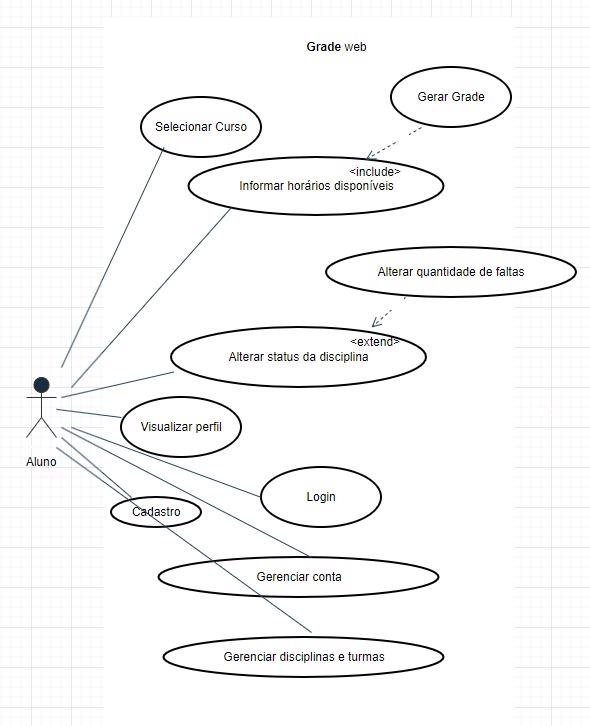 Grade web
Gerar Grade
Selecionar Curso
<include>
Informar horários disponíveis
Alterar quantidade de faltas
<extend>
Alterar status da disciplina
Visualizar perfil
Aluno
Login
Cadastro
Gerenciar conta
Gerenciar disciplinas e turmas